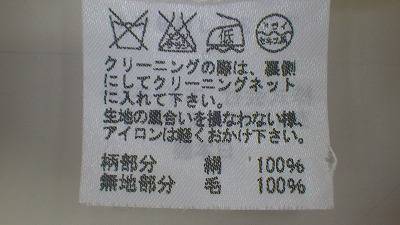 低
クリーニングの際は、裏側
にしてクリーニングネット
に入れて下さい。
生地の風合いを損なわない様、
アイロンは軽くおかけ下さい。
柄部分 綿 100%
無地部分 毛 100%